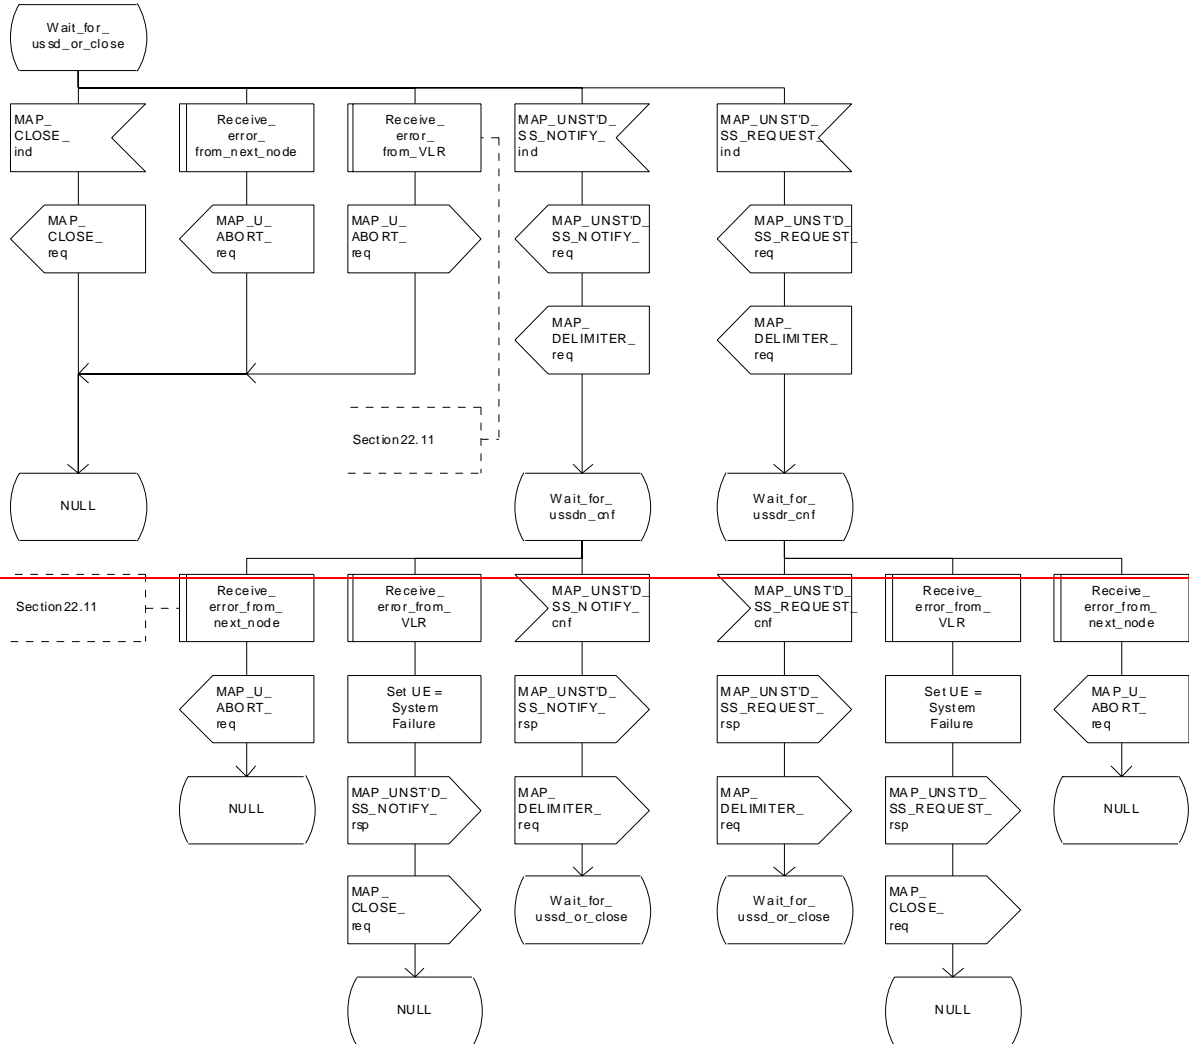 Wait_for_
ussd_or_close
MAP_
CLOSE_
ind
Receive_
error_
from_next_node
Receive_
error_
from_VLR
MAP_UNST'D_
SS_NOTIFY_
ind
MAP_UNST'D_
SS_REQUEST_
ind
MAP_
CLOSE_
req
MAP_U_
ABORT_
req
MAP_U_
ABORT_
req
MAP_UNST'D_
SS_NOTIFY_
req
MAP_UNST'D_
SS_REQUEST_
req
MAP_
DELIMITER_
req
MAP_
DELIMITER_
req
Section 22.11
NULL
Wait_for_
ussdn_cnf
Wait_for_
ussdr_cnf
Section 22.11
Receive_
error_from_
next_node
Receive_
error_from_
VLR
MAP_UNST'D_
SS_NOTIFY_
cnf
MAP_UNST'D_
SS_REQUEST_
cnf
Receive_
error_from_
VLR
Receive_
error_from_
next_node
MAP_U_
ABORT_
req
Set UE =
System
Failure
MAP_UNST'D_
SS_NOTIFY_
rsp
MAP_UNST'D_
SS_REQUEST_
rsp
Set UE =
System
Failure
MAP_U_
ABORT_
req
NULL
MAP_UNST'D_
SS_NOTIFY_
rsp
MAP_
DELIMITER_
req
MAP_
DELIMITER_
req
MAP_UNST'D_
SS_REQUEST_
rsp
NULL
MAP_
CLOSE_
req
Wait_for_
ussd_or_close
Wait_for_
ussd_or_close
MAP_
CLOSE_
req
NULL
NULL